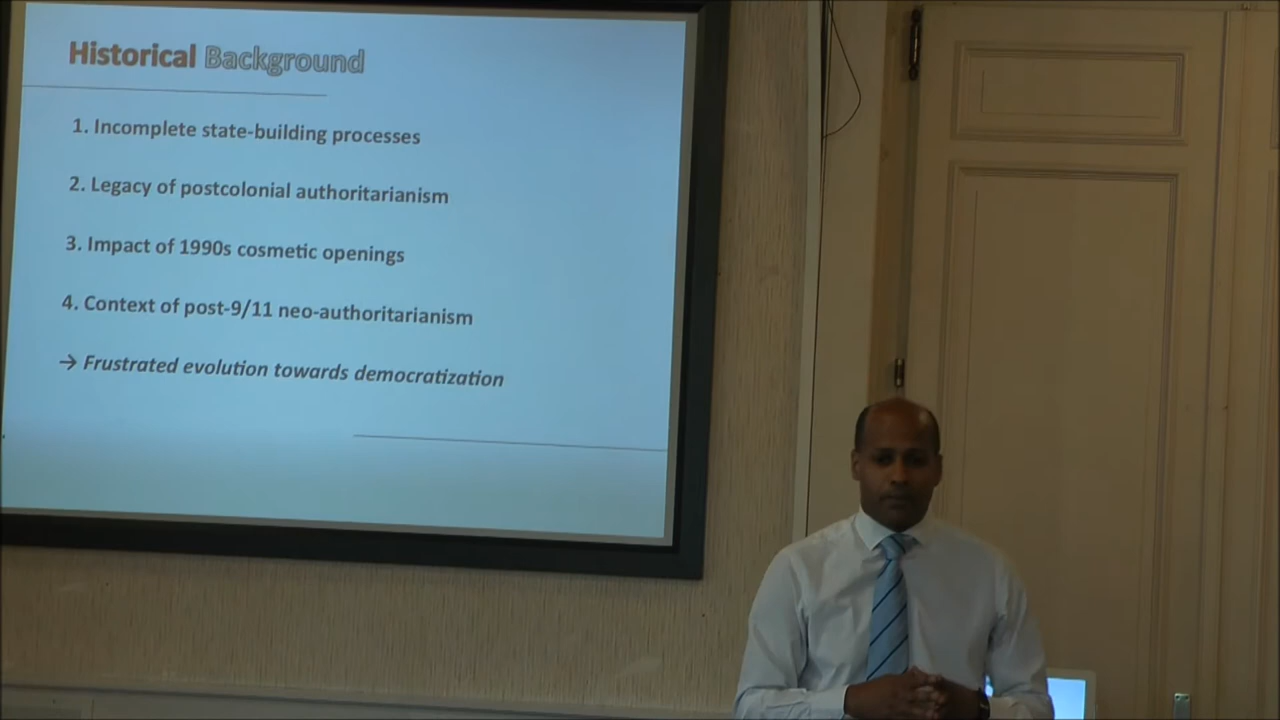 Historical Background
1. Incomplete state-building processes
2. Legacy of postcolonial authoritarianism
3. Impact of 1990s cosmetic openings
4. Context of post-9/11 neo-authoritarianism
→ Frustrated evolution towards democratization